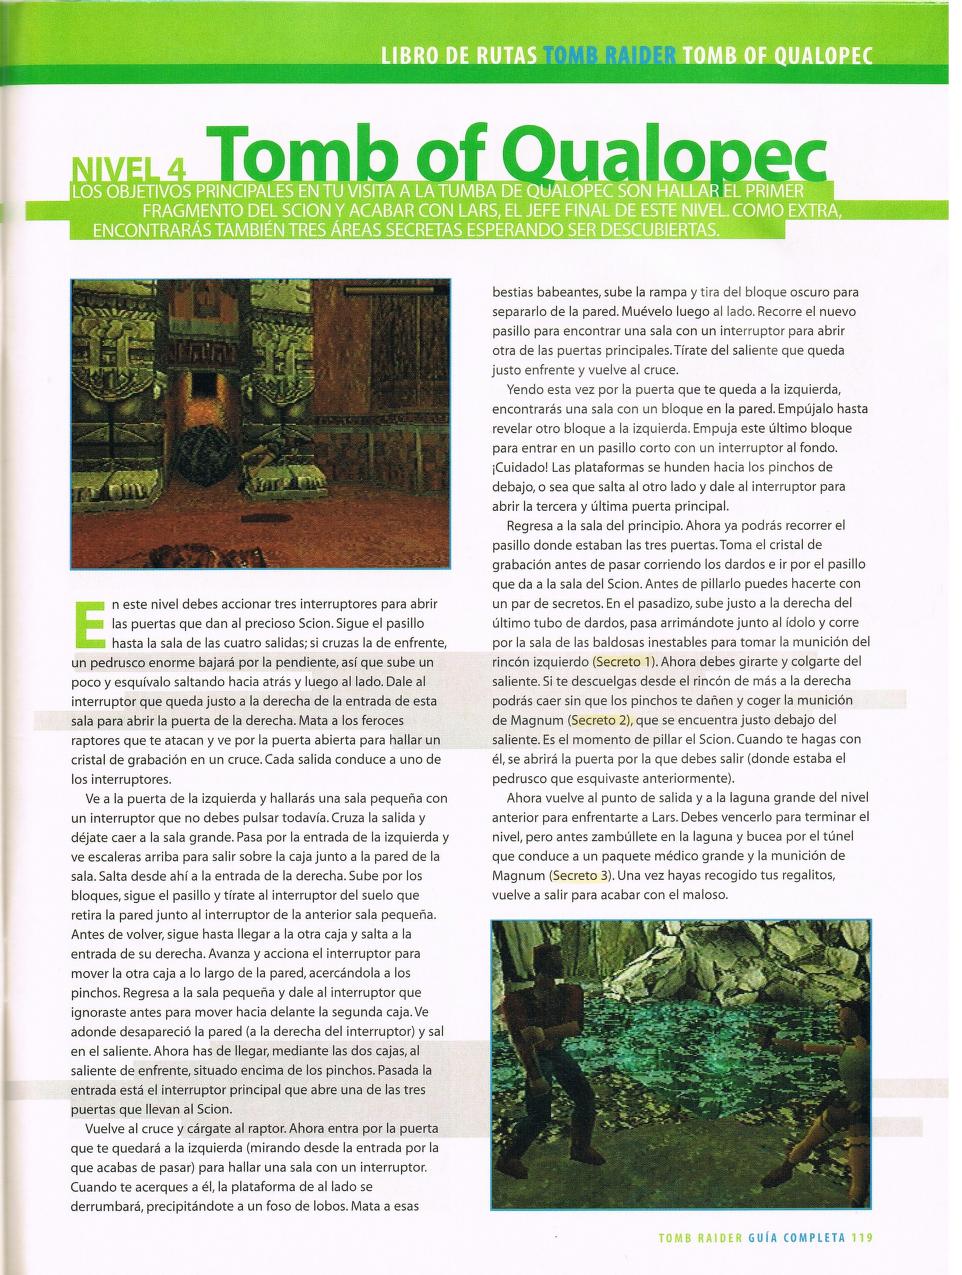 LIBRO DE RUTAS TOMB RAIDER TOMB OF QUALOPEC
NIVEL 4 Tomb of Qualopec
LOS OBJETIVOS PRINCIPALES EN TU VISITA A LA TUMBA DE QUALOPEC SON HALLAR EL PRIMER
FRAGMENTO DEL SCION Y ACABAR CON LARS, EL JEFE FINAL DE ESTE NIVEL. COMO EXTRA,
ENCONTRARÁS TAMBIÉN TRES ÁREAS SECRETAS ESPERANDO SER DESCUBIERTAS.
En este nivel debes accionar tres interruptores para abrir
las puertas que dan al precioso Scion. Sigue el pasillo
hasta la sala de las cuatro salidas; si cruzas la de enfrente,
un pedrusco enorme bajará por la pendiente, así que sube un
poco y esquívalo saltando hacia atrás y luego al lado. Dale al
interruptor que queda justo a la derecha de la entrada de esta
sala para abrir la puerta de la derecha. Mata a los feroces
raptores que te atacan y ve por la puerta abierta para hallar un
cristal de grabación en un cruce. Cada salida conduce a uno de
los interruptores.
Ve a la puerta de la izquierda y hallarás una sala pequeña con
un interruptor que no debes pulsar todavía. Cruza la salida y
déjate caer a la sala grande. Pasa por la entrada de la izquierda y
ve escaleras arriba para salir sobre la caja junto a la pared de la
sala. Salta desde ahí a la entrada de la derecha. Sube por los
bloques, sigue el pasillo y tírate al interruptor del suelo que
retira la pared junto al interruptor de la anterior sala pequeña.
Antes de volver, sigue hasta llegar a la otra caja y salta a la
entrada de su derecha. Avanza y acciona el interruptor para
mover la otra caja a lo largo de la pared, acercándola a los
pinchos. Regresa a la sala pequeña y dale al interruptor que
ignoraste antes para mover hacia delante la segunda caja. Ve
adonde desapareció la pared (a la derecha del interruptor) y sal
en el saliente. Ahora has de llegar, mediante las dos cajas, al
saliente de enfrente, situado encima de los pinchos. Pasada la
entrada está el interruptor principal que abre una de las tres
puertas que llevan al Scion.
Vuelve al cruce y cárgate al raptor. Ahora entra por la puerta
que te quedará a la izquierda (mirando desde la entrada por la
que acabas de pasar) para hallar una sala con un interruptor.
Cuando te acerques a él, la plataforma de al lado se
derrumbará, precipitándote a un foso de lobos. Mata a esas
bestias babeantes, sube la rampa y tira del bloque oscuro para
separarlo de la pared. Muévelo luego al lado. Recorre el nuevo
pasillo para encontrar una sala con un interruptor para abrir
otra de las puertas principales. Tírate del saliente que queda
justo enfrente y vuelve al cruce.
Yendo esta vez por la puerta que te queda a la izquierda,
encontrarás una sala con un bloque en la pared. Empújalo hasta
revelar otro bloque a la izquierda. Empuja este último bloque
para entrar en un pasillo corto con un interruptor al fondo.
¡Cuidado! Las plataformas se hunden hacia los pinchos de
debajo, o sea que salta al otro lado y dale al interruptor para
abrir la tercera y última puerta principal.
Regresa a la sala del principio. Ahora ya podrás recorrer el
pasillo donde estaban las tres puertas. Toma el cristal de
grabación antes de pasar corriendo los dardos e ir por el pasillo
que da a la sala del Scion. Antes de pillarlo puedes hacerte con
un par de secretos. En el pasadizo, sube justo a la derecha del
último tubo de dardos, pasa arrimándote junto al ídolo y corre
por la sala de las baldosas inestables para tomar la munición del
rincón izquierdo (Secreto 1). Ahora debes girarte y colgarte del
saliente. Si te descuelgas desde el rincón de más a la derecha
podrás caer sin que los pinchos te dañen y coger la munición
de Magnum (Secreto 2), que se encuentra justo debajo del
saliente. Es el momento de pillar el Scion. Cuando te hagas con
él, se abrirá la puerta por la que debes salir (donde estaba el
pedrusco que esquivaste anteriormente).
Ahora vuelve al punto de salida y a la laguna grande del nivel
anterior para enfrentarte a Lars. Debes vencerlo para terminar el
nivel, pero antes zambúllete en la laguna y bucea por el túnel
que conduce a un paquete médico grande y la munición de
Magnum (Secreto 3). Una vez hayas recogido tus regalitos,
vuelve a salir para acabar con el maloso.
TOMB RAIDER GUÍA COMPLETA 119